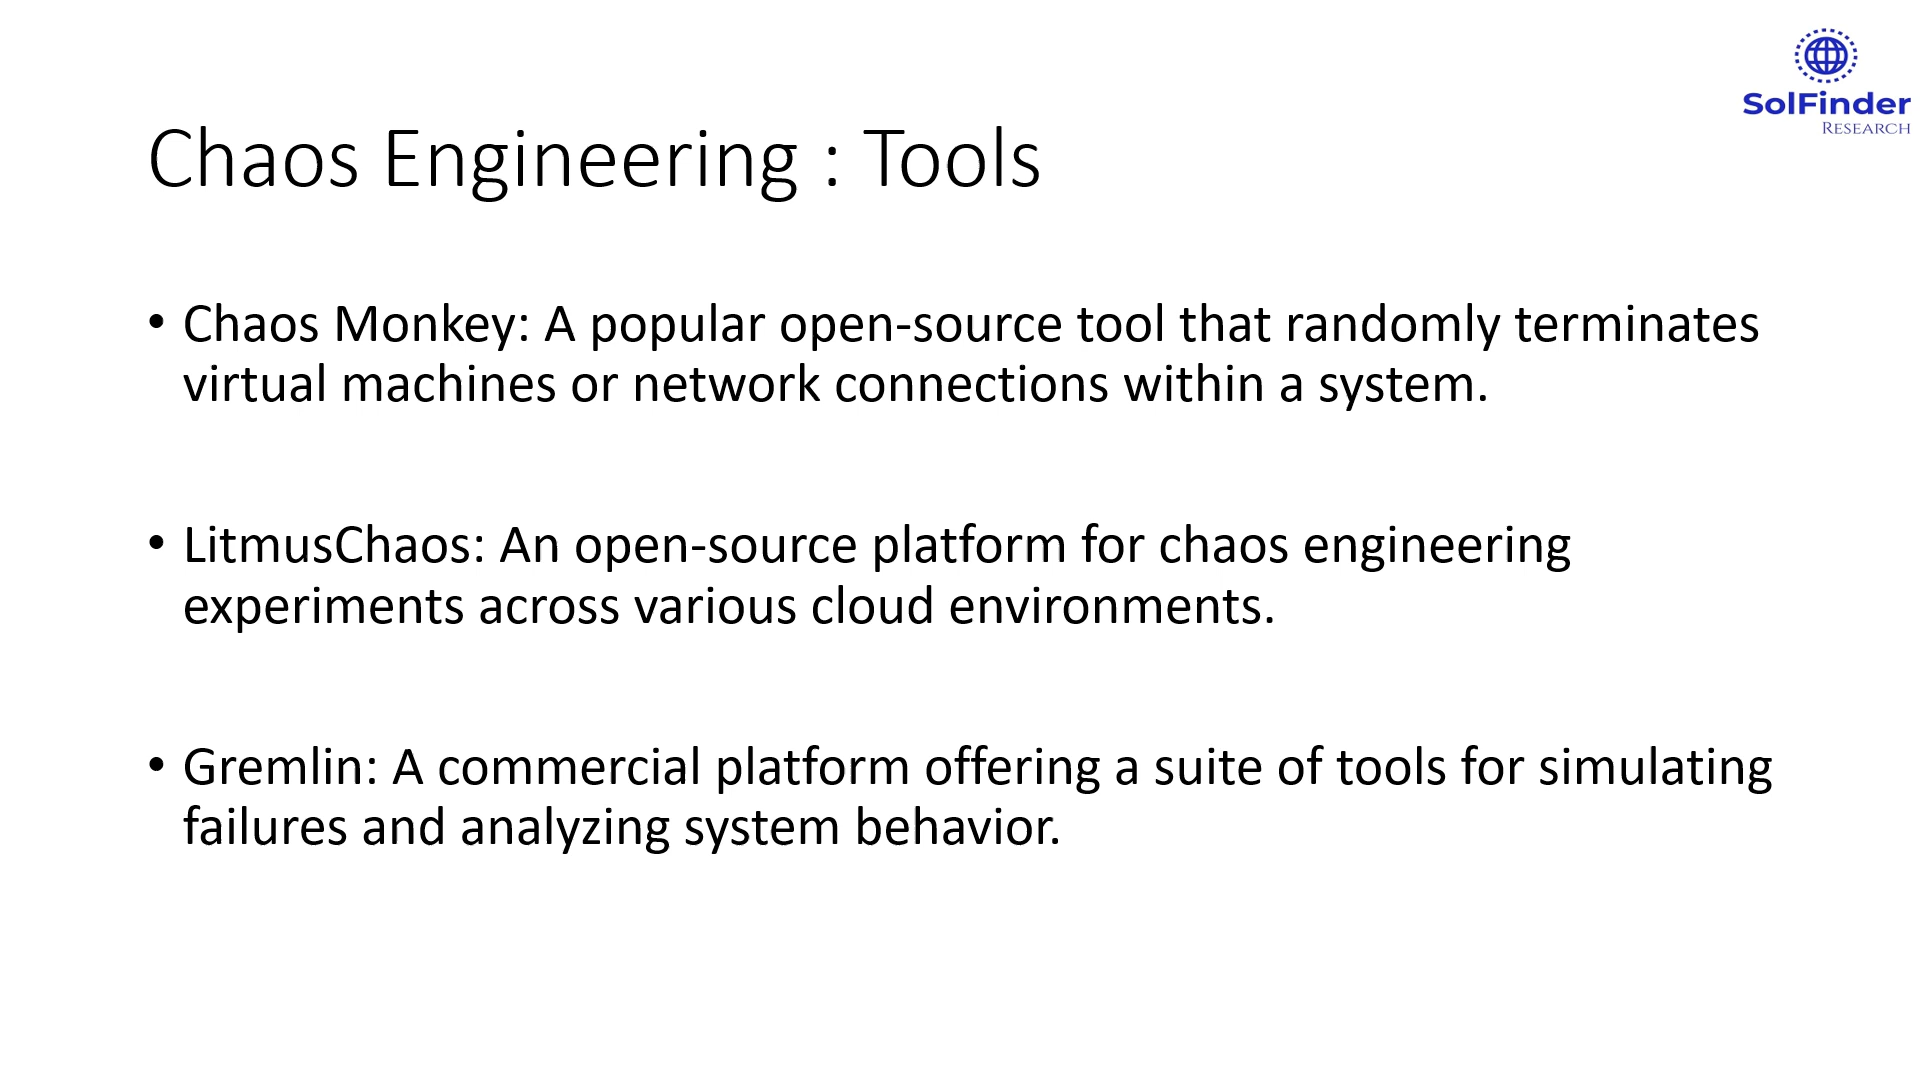 SolFinder
RESEARCH
Chaos Engineering : Tools
• Chaos Monkey: A popular open-source tool that randomly terminates
virtual machines or network connections within a system.
• LitmusChaos: An open-source platform for chaos engineering
experiments across various cloud environments.
• Gremlin: A commercial platform offering a suite of tools for simulating
failures and analyzing system behavior.